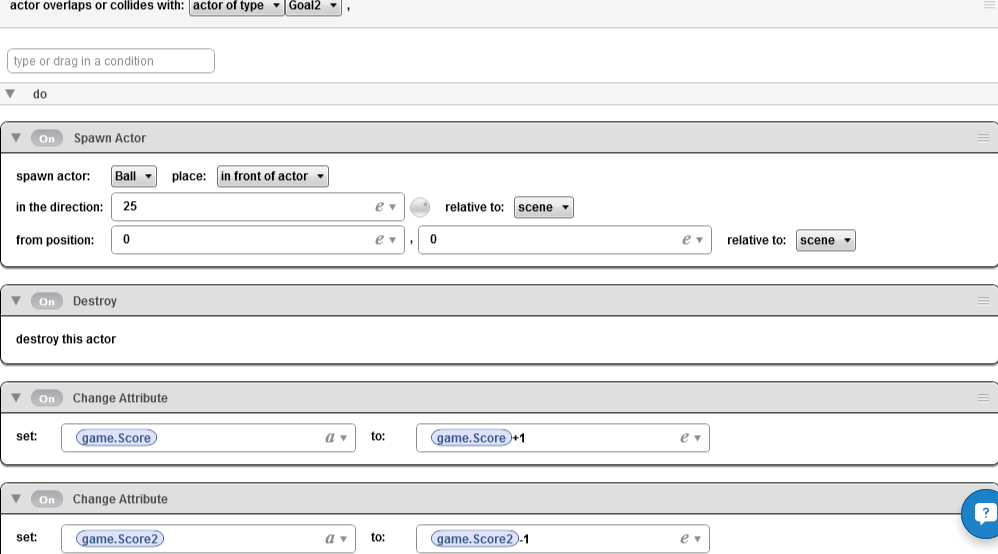 actor overlaps or collides with: actor of type Goal2 ,
type or drag in a condition
do
On Spawn Actor
spawn actor: Ball place: in front of actor
in the direction: 25 e relative to: scene
from position: 0 e , 0 e relative to: scene
On Destroy
destroy this actor
On Change Attribute
set: game.Score a to: game.Score+1 e
On Change Attribute
set: game.Score2 a to: game.Score2-1 e
?